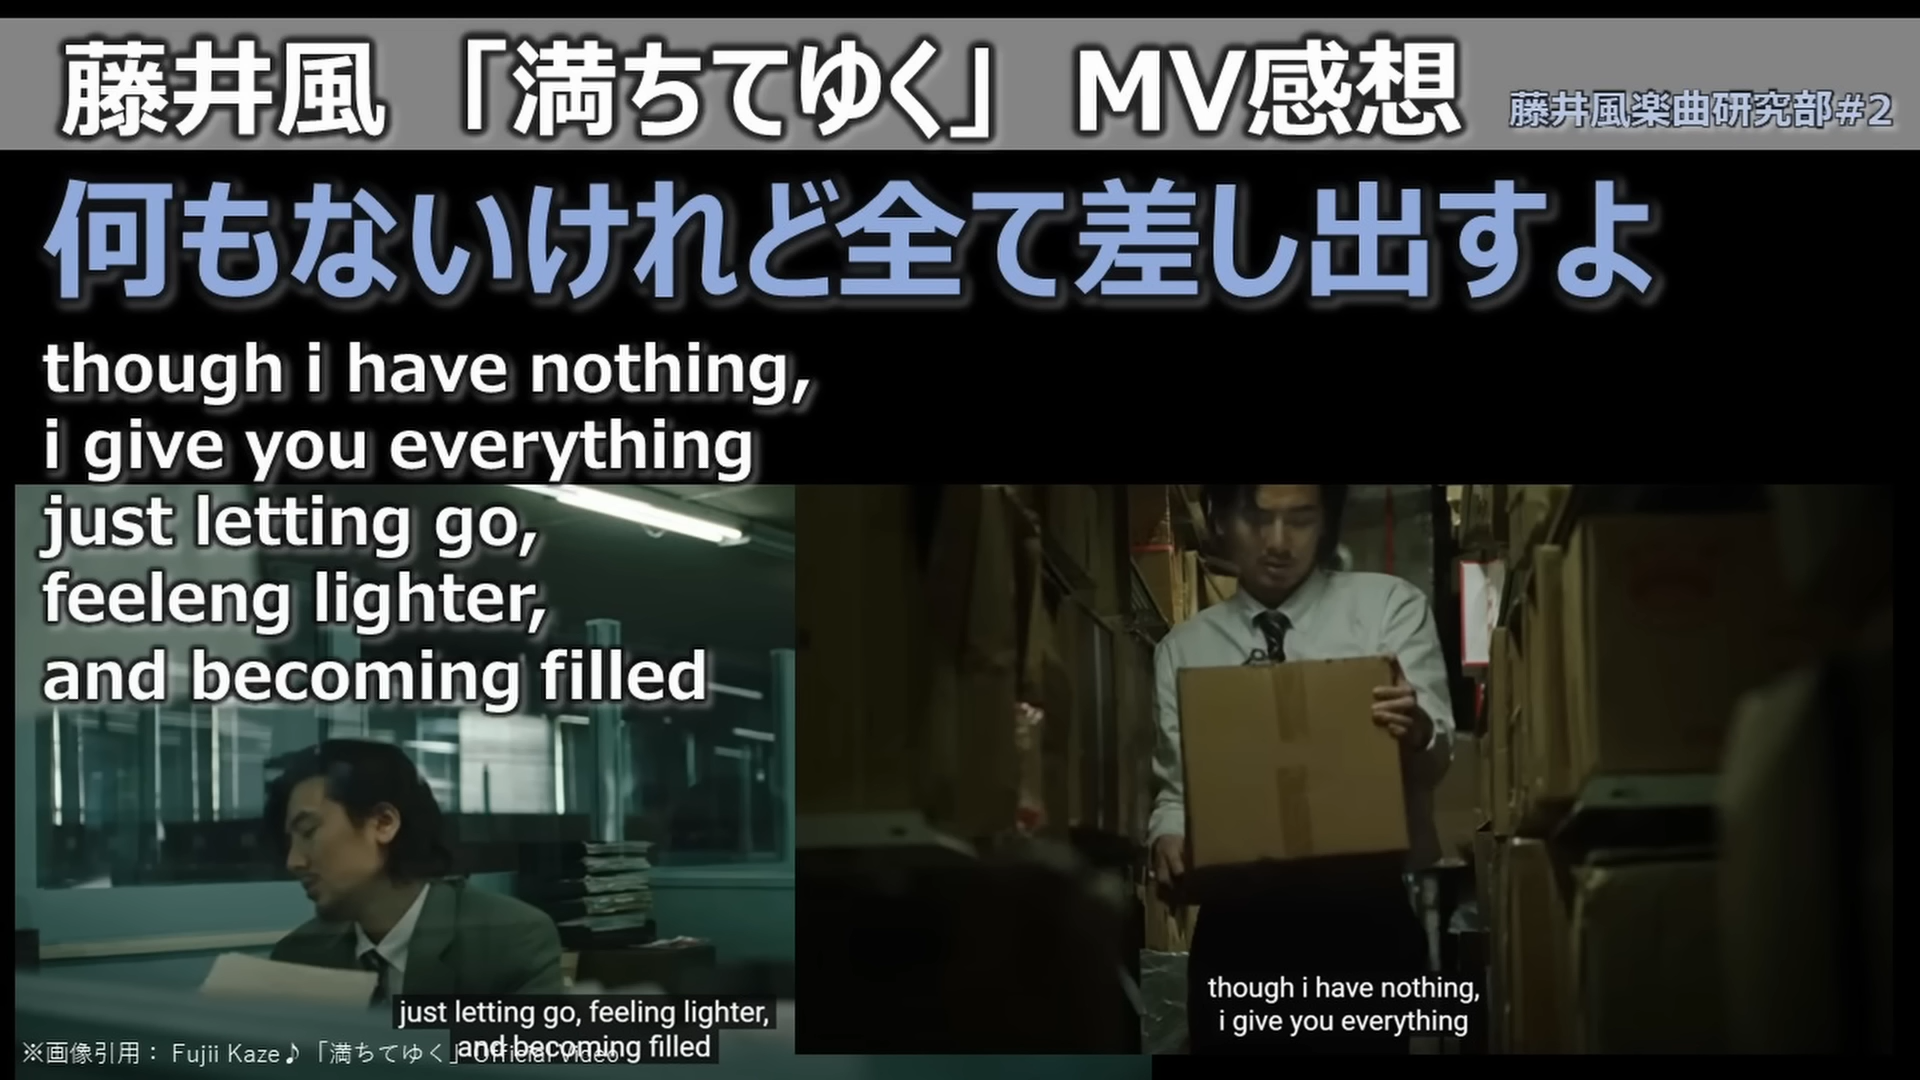 藤井風 「満ちてゆく」 MV感想
藤井風楽曲研究部#2
何もないけれど全て差し出すよ
though i have nothing,
i give you everything
just letting go,
feeleng lighter,
and becoming filled
just letting go, feeling lighter,
and becoming filled
though i have nothing,
i give you everything
※画像引用： Fujii Kaze♪「満ちてゆく」Official Video